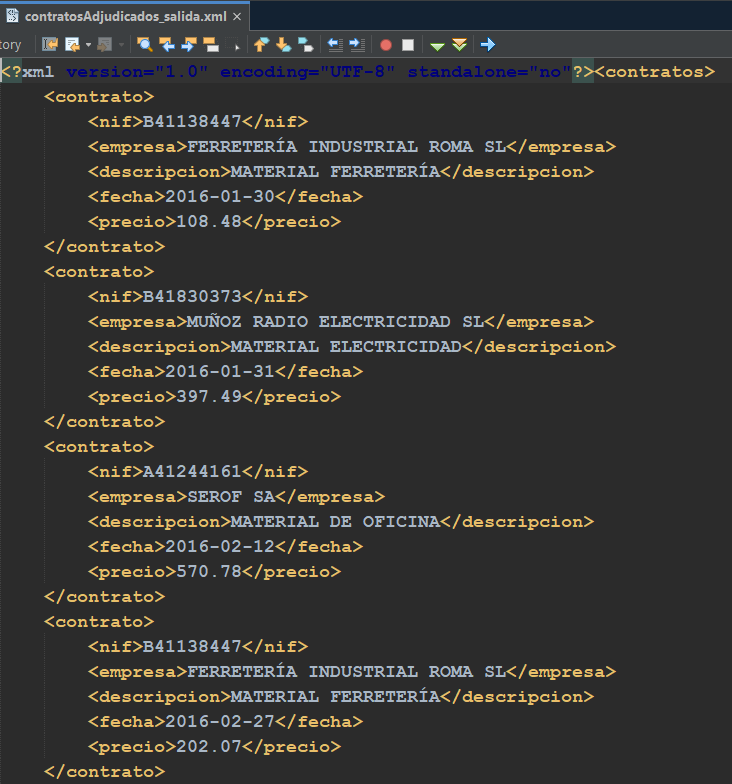 contratosAdjudicados_salida.xml
tory
<?xml version="1.0" encoding="UTF-8" standalone="no"?><contratos>
    <contrato>
        <nif>B41138447</nif>
        <empresa>FERRETERÍA INDUSTRIAL ROMA SL</empresa>
        <descripcion>MATERIAL FERRETERÍA</descripcion>
        <fecha>2016-01-30</fecha>
        <precio>108.48</precio>
    </contrato>
    <contrato>
        <nif>B41830373</nif>
        <empresa>MUÑOZ RADIO ELECTRICIDAD SL</empresa>
        <descripcion>MATERIAL ELECTRICIDAD</descripcion>
        <fecha>2016-01-31</fecha>
        <precio>397.49</precio>
    </contrato>
    <contrato>
        <nif>A41244161</nif>
        <empresa>SEROF SA</empresa>
        <descripcion>MATERIAL DE OFICINA</descripcion>
        <fecha>2016-02-12</fecha>
        <precio>570.78</precio>
    </contrato>
    <contrato>
        <nif>B41138447</nif>
        <empresa>FERRETERÍA INDUSTRIAL ROMA SL</empresa>
        <descripcion>MATERIAL FERRETERÍA</descripcion>
        <fecha>2016-02-27</fecha>
        <precio>202.07</precio>
    </contrato>